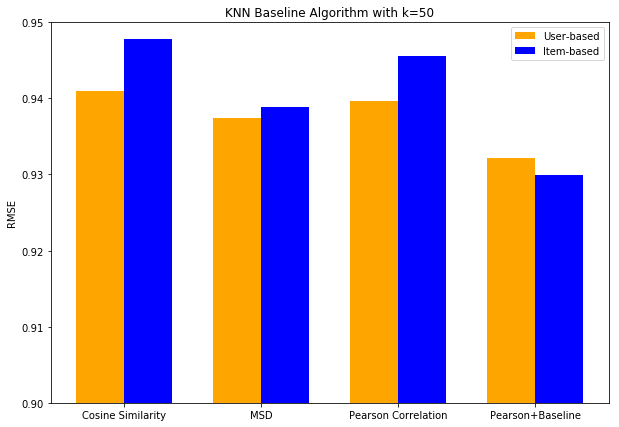 KNN Baseline Algorithm with k=50
User-based
Item-based
RMSE
0.95
0.94
0.93
0.92
0.91
0.90
Cosine Similarity
MSD
Pearson Correlation
Pearson+Baseline